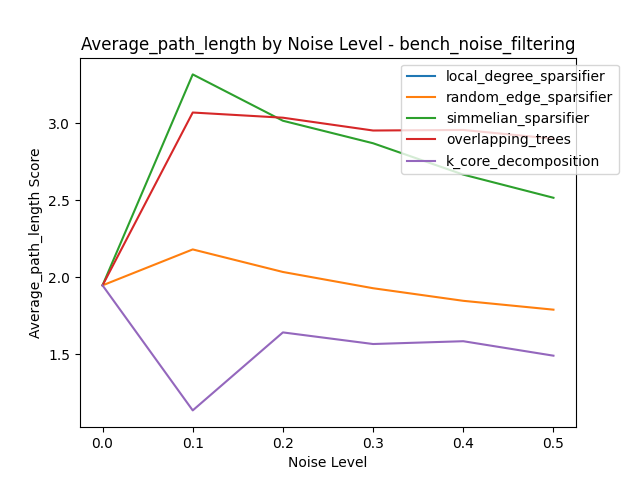 Average_path_length by Noise Level - bench_noise_filtering
local_degree_sparsifier
random_edge_sparsifier
simmelian_sparsifier
overlapping_trees
k_core_decomposition
Average_path_length Score
3.0
2.5
2.0
1.5
0.0 0.1 0.2 0.3 0.4 0.5
Noise Level